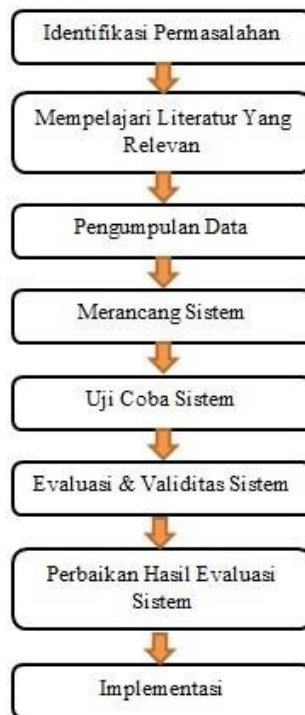 Identifikasi Permasalahan
Mempelajari Literatur Yang
Relevan
Pengumpulan Data
Merancang Sistem
Uji Coba Sistem
Evaluasi & Validitas Sistem
Perbaikan Hasil Evaluasi
Sistem
Implementasi